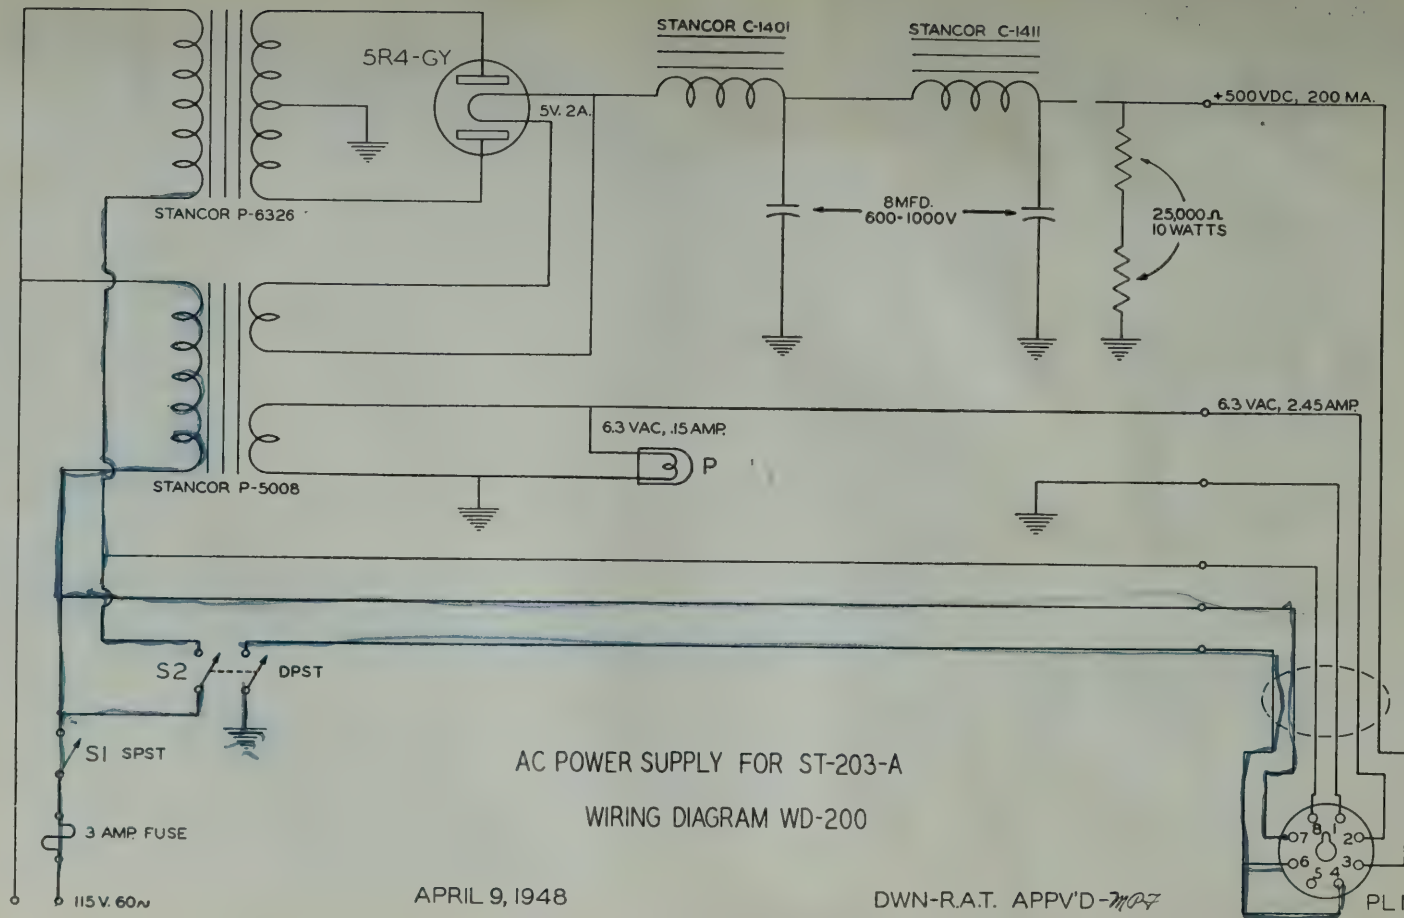 STANCOR C-1401
STANCOR C-1411
5R4-GY
5V. 2A.
+500VDC, 200 MA.
8MFD.
600-1000V
25,000Ω
10 WATTS
STANCOR P-6326
6.3 VAC, .15 AMP.
P
6.3 VAC, 2.45 AMP.
STANCOR P-5008
S2
DPST
S1 SPST
3 AMP. FUSE
115 V. 60~
AC POWER SUPPLY FOR ST-203-A
WIRING DIAGRAM WD-200
8 1
7 2
6 3
5 4
APRIL 9, 1948
DWN-R.A.T. APPV'D-